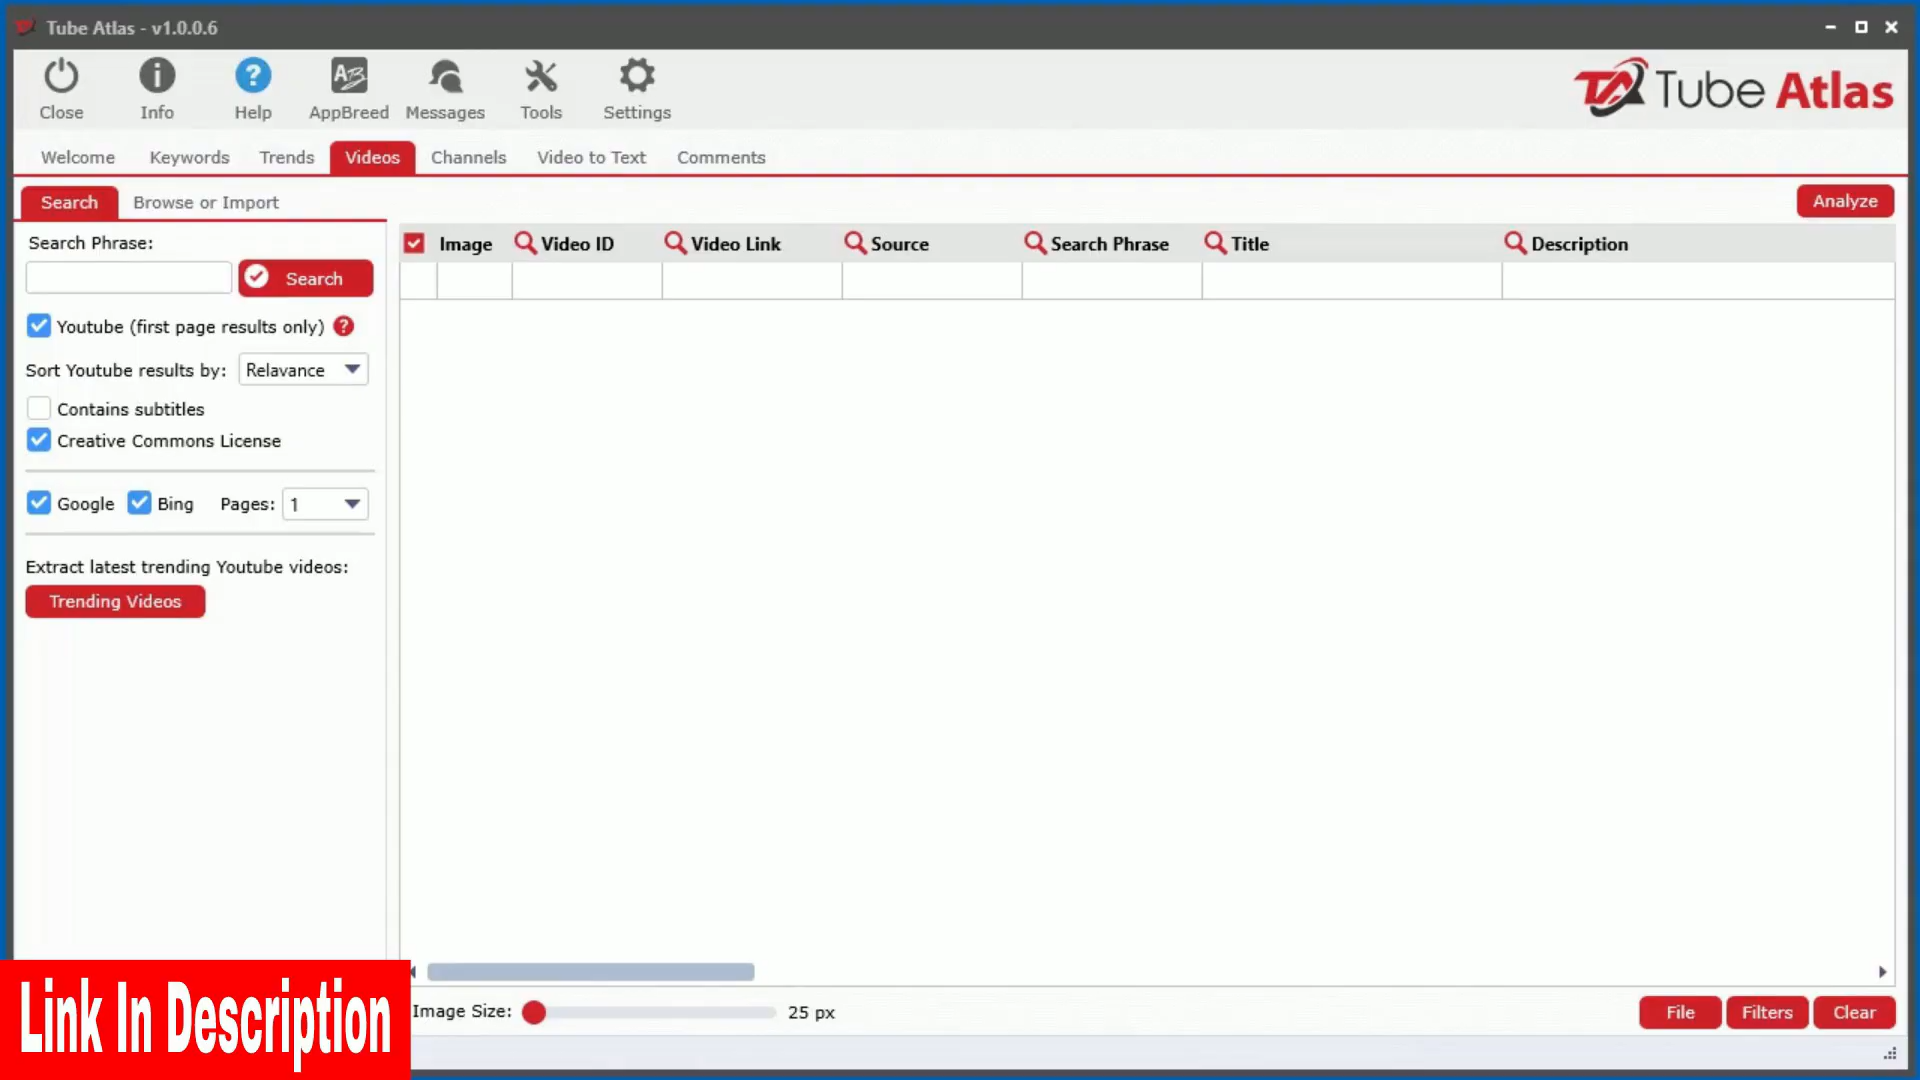 Tube Atlas - v1.0.0.6
Close Info Help AppBreed Messages Tools Settings
Tube Atlas
Welcome Keywords Trends Videos Channels Video to Text Comments
Search Browse or Import Analyze
Search Phrase:
Search
Youtube (first page results only) ?
Sort Youtube results by: Relavance
Contains subtitles
Creative Commons License
Google Bing Pages: 1
Extract latest trending Youtube videos:
Trending Videos
Image Video ID Video Link Source Search Phrase Title Description
Image Size: 25 px
File Filters Clear
Link In Description